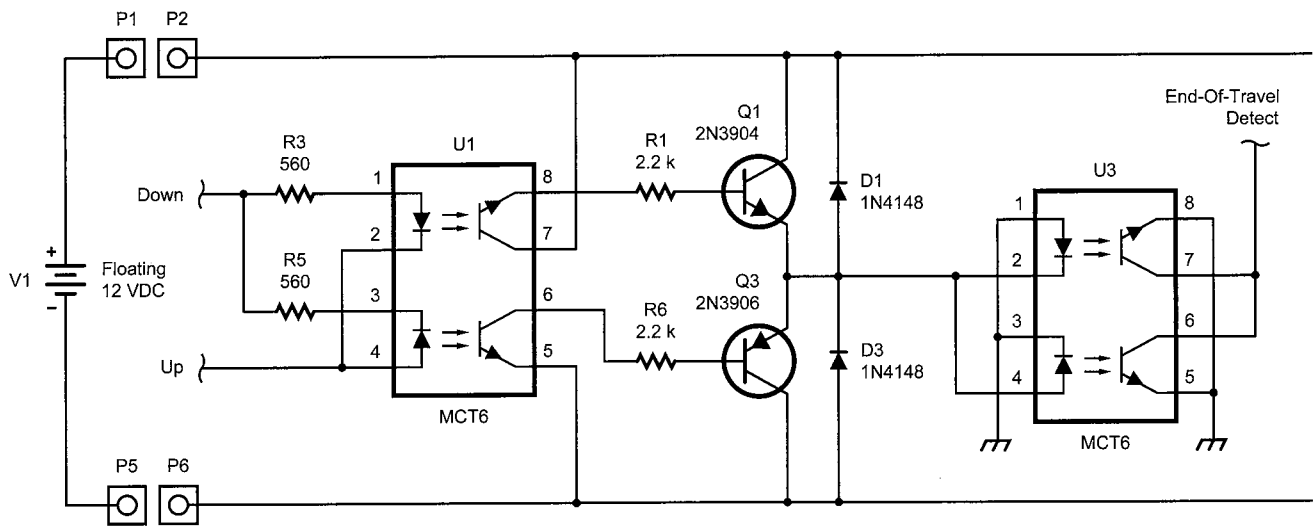 P1
P2
End-Of-Travel
Detect
Q1
2N3904
R3
560
U1
R1
2.2 k
U3
Down
1
8
D1
1N4148
1
8
2
7
2
7
V1
+
−
Floating
12 VDC
R5
560
Q3
2N3906
3
6
R6
2.2 k
3
6
Up
4
5
D3
1N4148
4
5
MCT6
MCT6
P5
P6